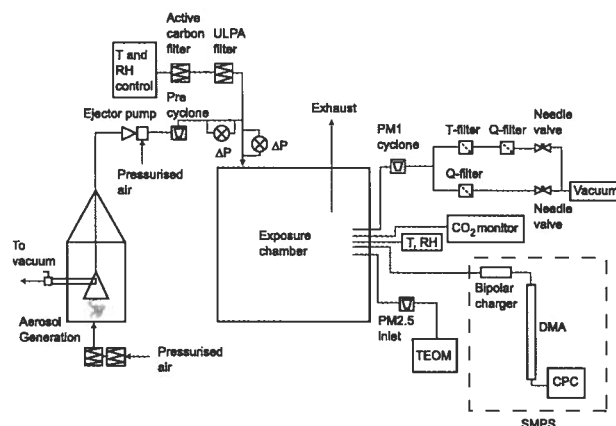 Active
carbon
filter
ULPA
filter
T and
RH
control
Pre
cyclone
Ejector pump
ΔP
ΔP
Pressurised
air
Exhaust
PM1
cyclone
T-filter
Q-filter
Needle
valve
Q-filter
Vacuum
Needle
valve
CO2 monitor
T, RH
Exposure
chamber
To
vacuum
Aerosol
Generation
Pressurised
air
PM2.5
inlet
TEOM
Bipolar
charger
DMA
CPC
SMPS